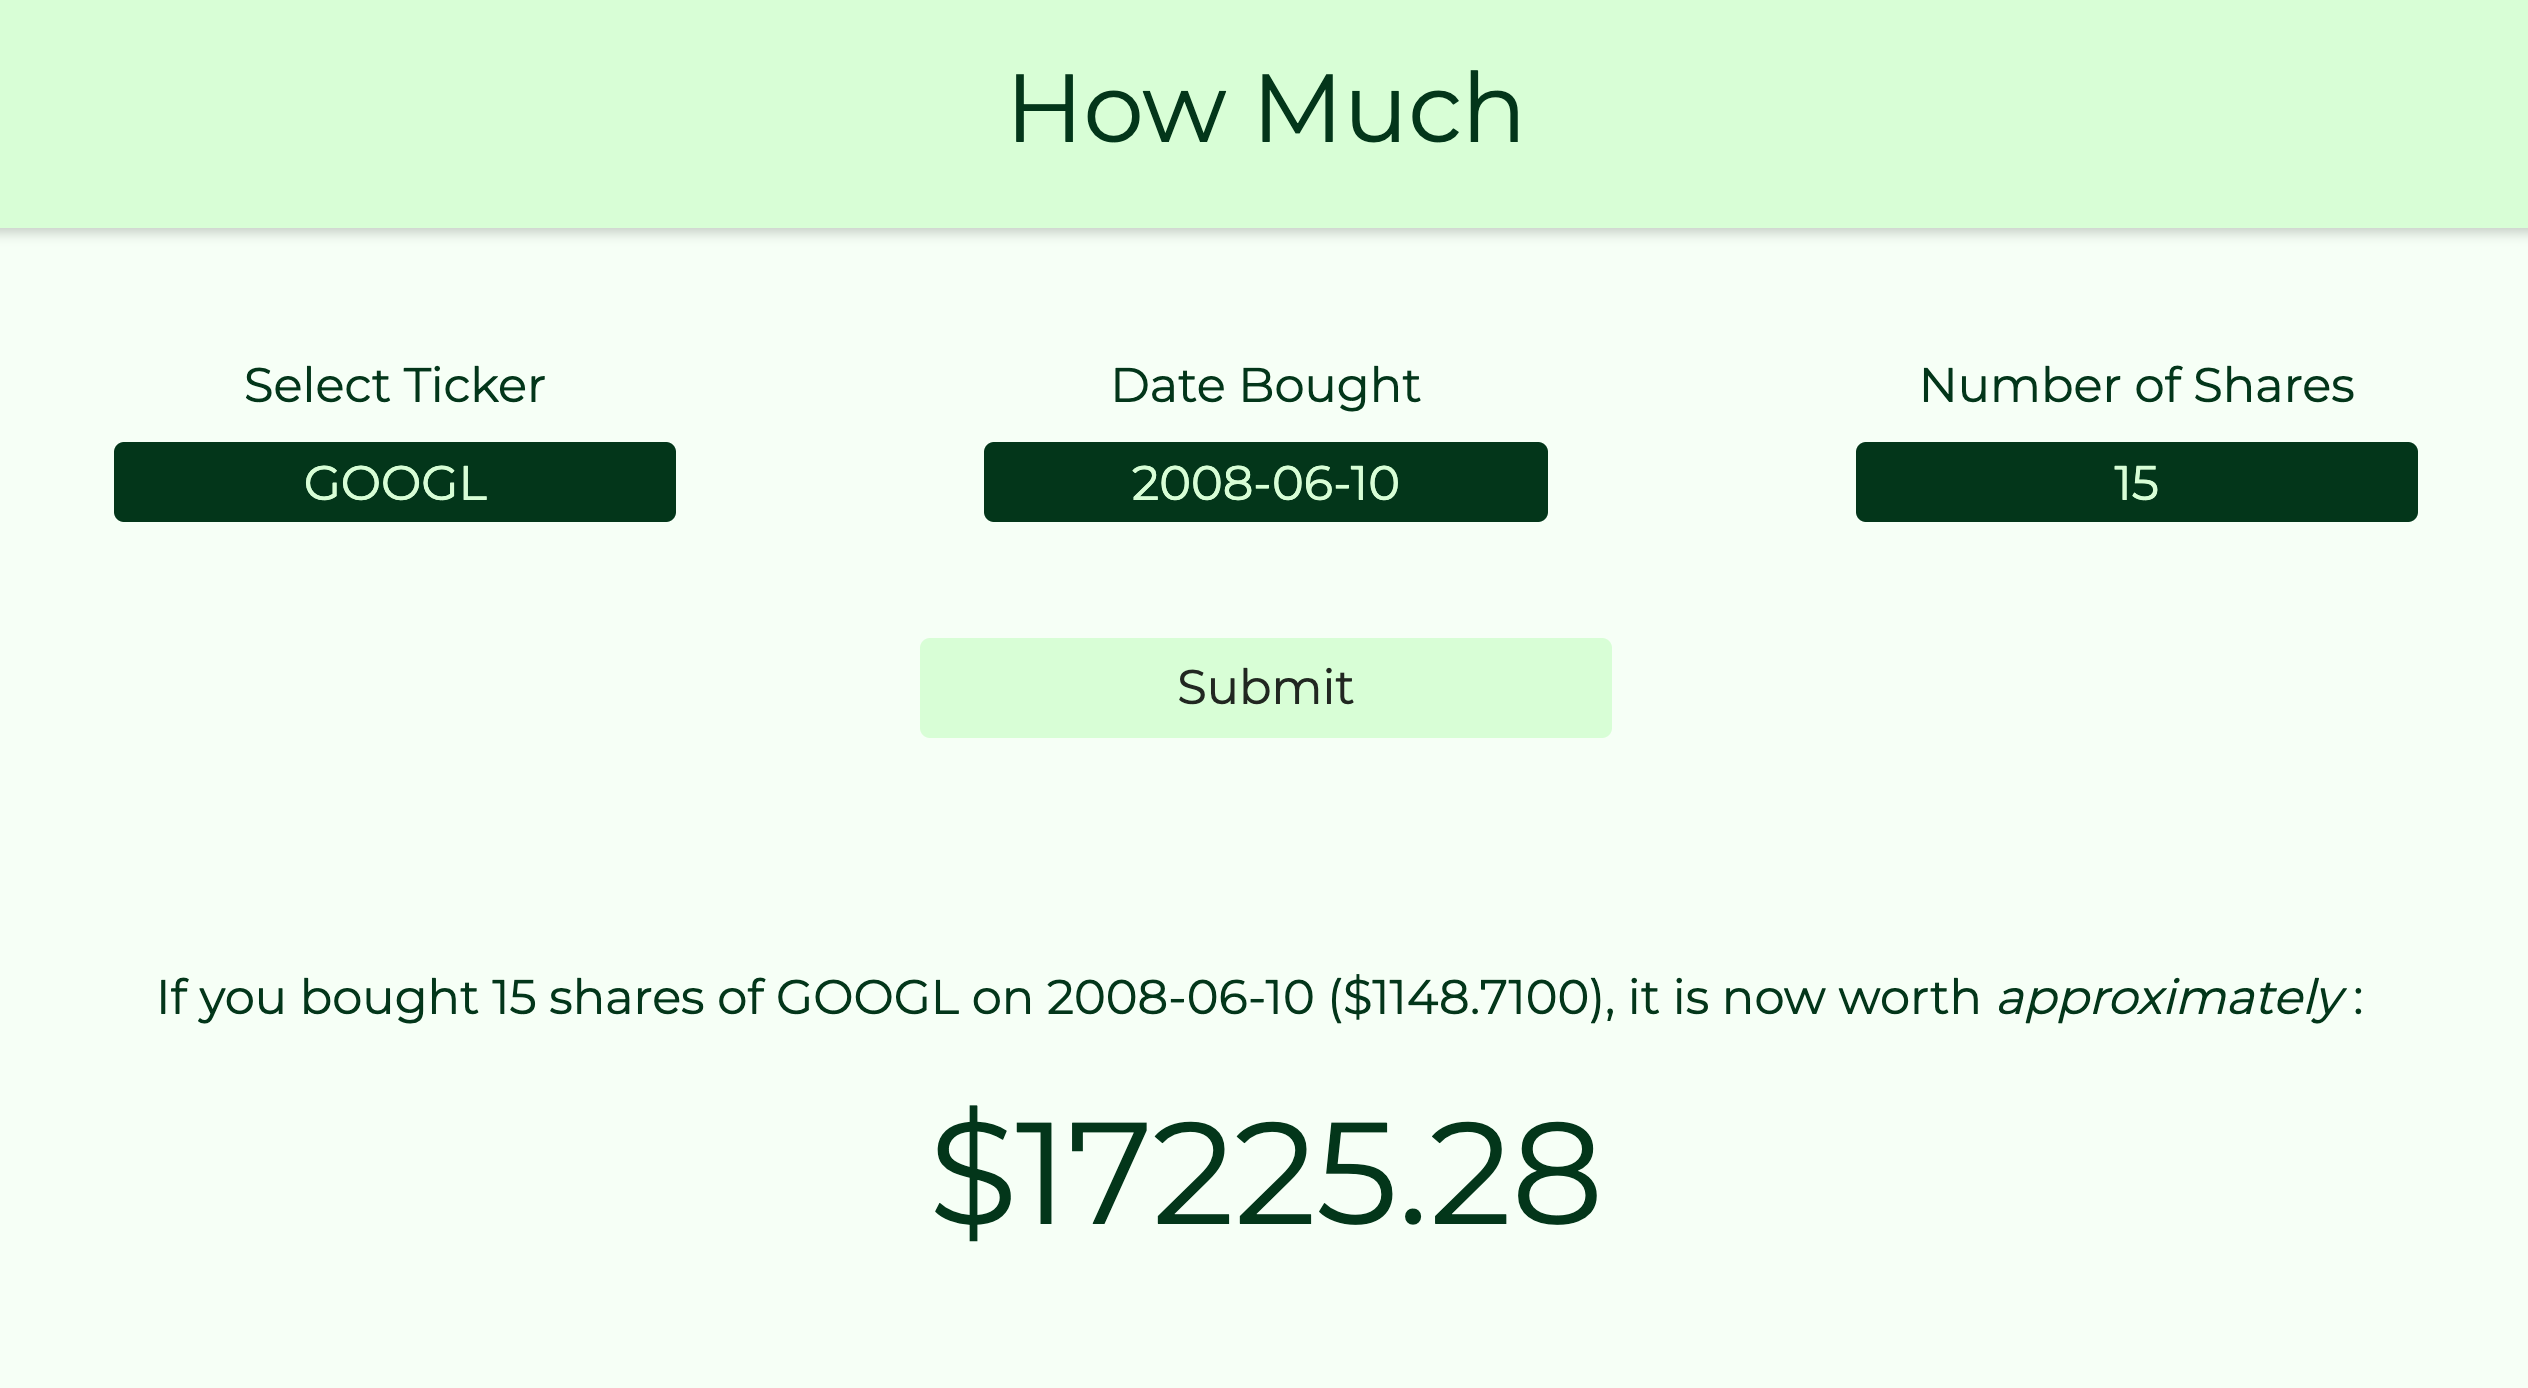 How Much
Select Ticker
Date Bought
Number of Shares
GOOGL
2008-06-10
15
Submit
If you bought 15 shares of GOOGL on 2008-06-10 ($1148.7100), it is now worth approximately :
$17225.28